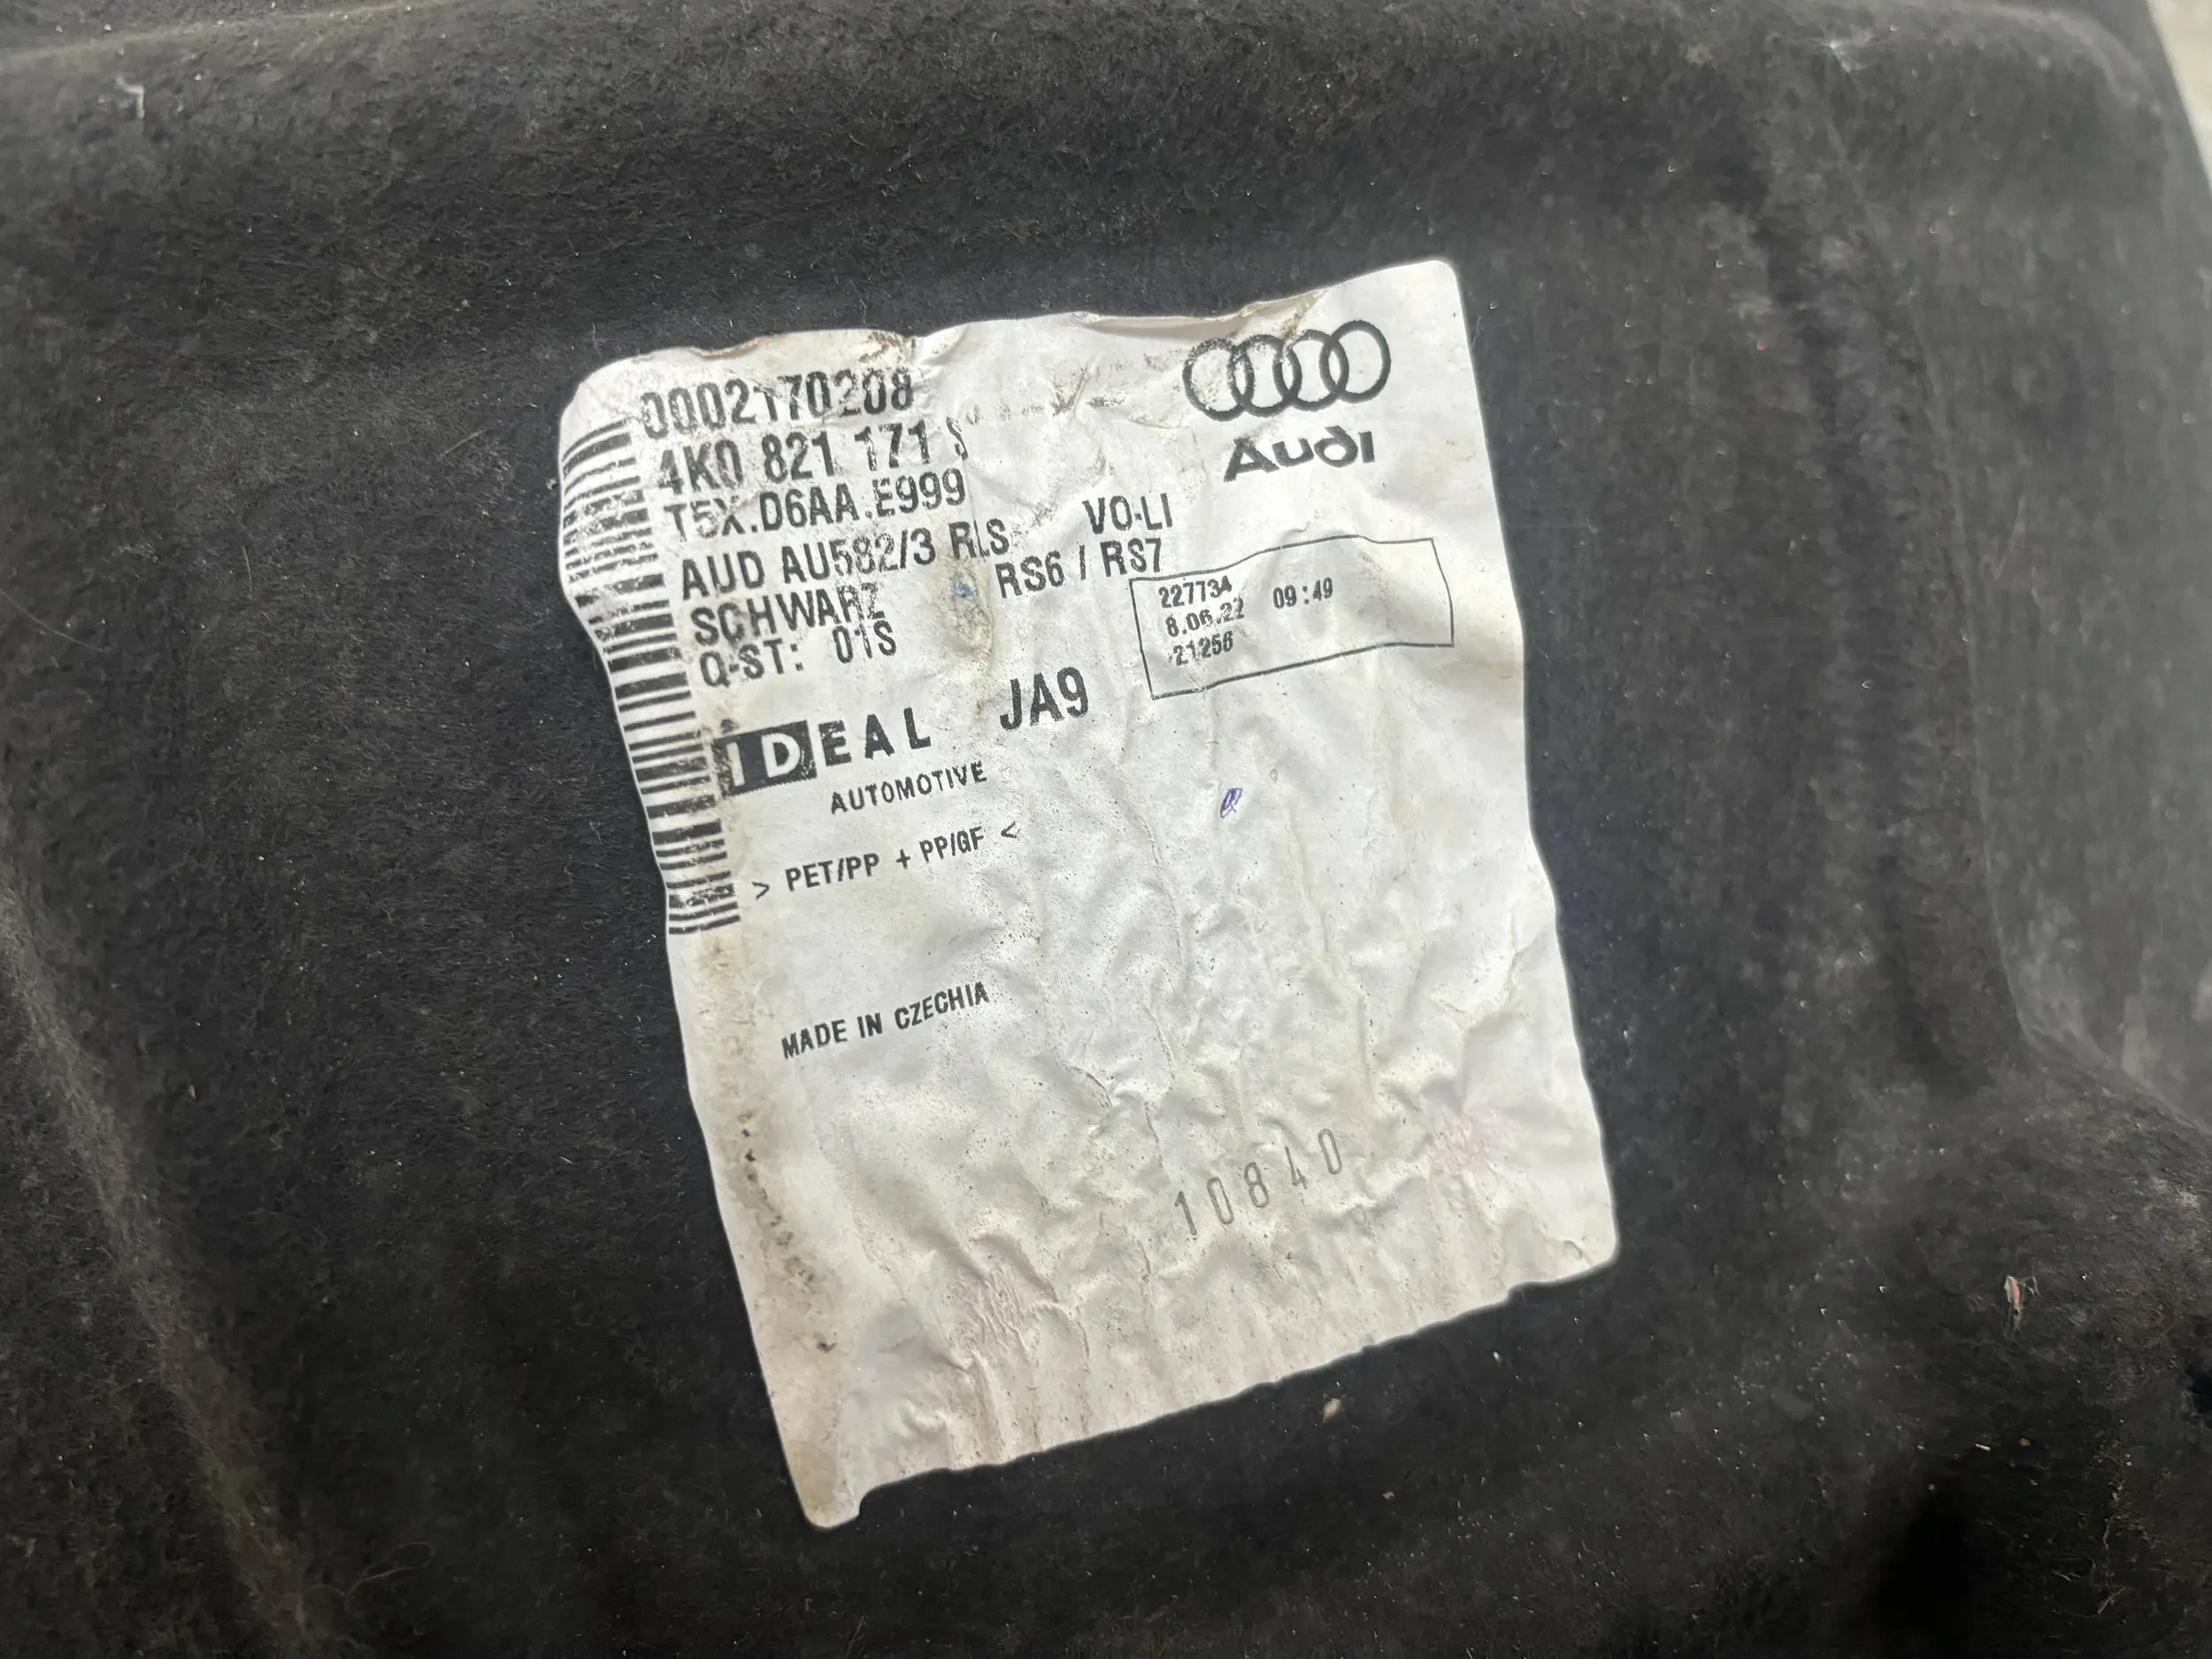 0002170208
4K0 821 171 S
T5X.D6AA.E999
AUD AU582/3 RLS VO-LI
SCHWARZ RS6 / RS7
Q-ST: 01S
Audi
227734
8.06.22 09:49
21256
IDEAL JA9
AUTOMOTIVE
> PET/PP + PP/GF <
MADE IN CZECHIA
10840